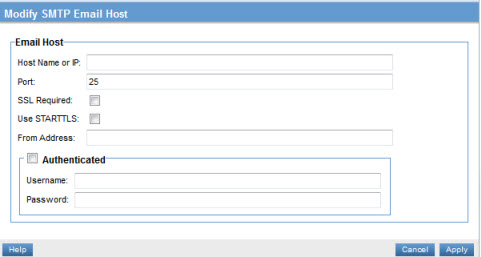 Modify SMTP Email Host
Email Host
Host Name or IP:
Port: 25
SSL Required:
Use STARTTLS:
From Address:
Authenticated
Username:
Password:
Help Cancel Apply